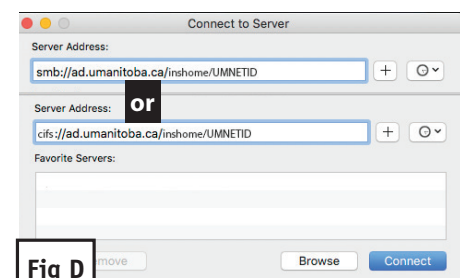 Connect to Server
Server Address:
smb://ad.umanitoba.ca/inshome/UMNETID
or
Server Address:
cifs://ad.umanitoba.ca/inshome/UMNETID
Favorite Servers:
Fig D
Browse
Connect